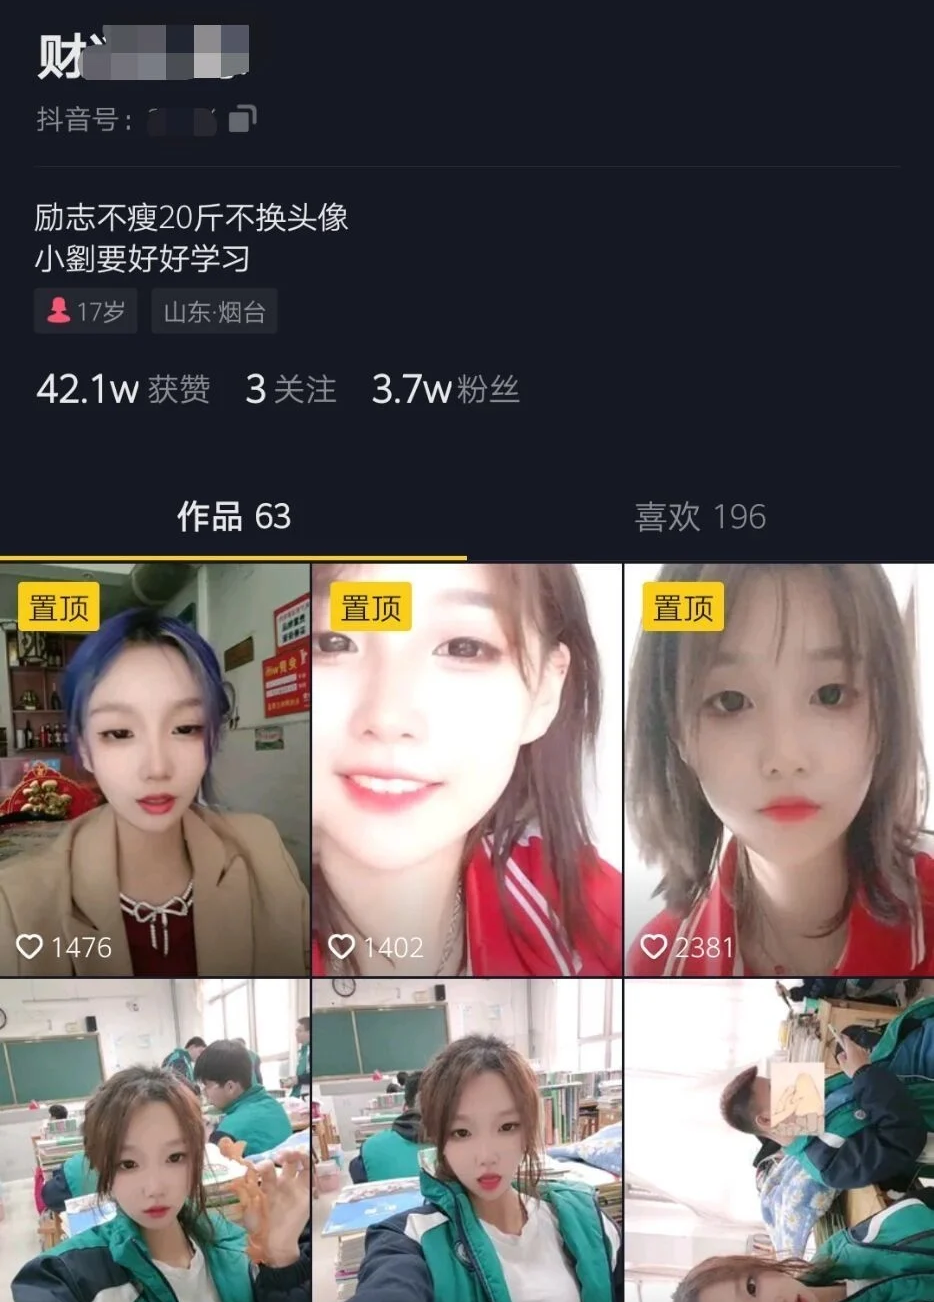 财
抖音号：
励志不瘦20斤不换头像
小劉要好好学习
17岁 山东·烟台
42.1w 获赞 3 关注 3.7w 粉丝
作品 63 喜欢 196
置顶 置顶 置顶
1476 1402 2381